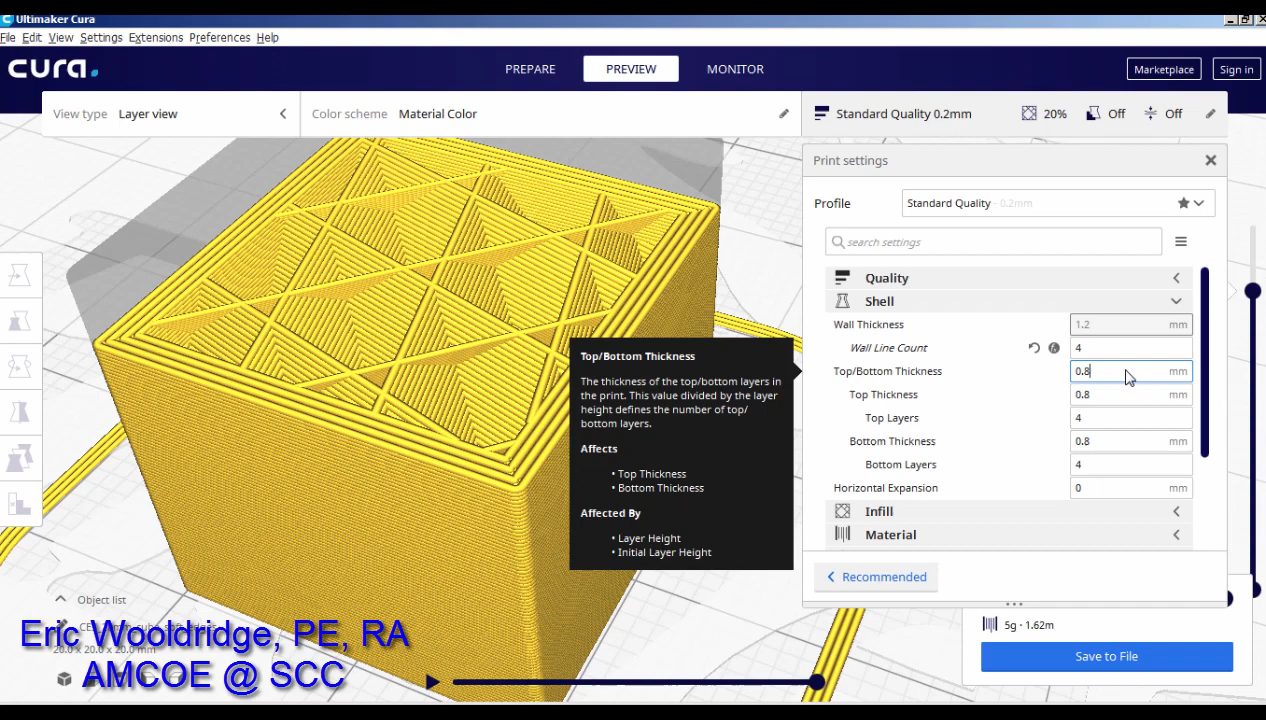 Ultimaker Cura
File Edit View Settings Extensions Preferences Help
cura.
PREPARE PREVIEW MONITOR
Marketplace Sign in
View type Layer view
Color scheme Material Color
Standard Quality 0.2mm 20% Off Off
Print settings
Profile Standard Quality - 0.2mm
search settings
Quality
Shell
Wall Thickness 1.2 mm
Wall Line Count 4
Top/Bottom Thickness 0.8 mm
Top Thickness 0.8 mm
Top Layers 4
Bottom Thickness 0.8 mm
Bottom Layers 4
Horizontal Expansion 0 mm
Infill
Material
Recommended
Top/Bottom Thickness
The thickness of the top/bottom layers in
the print. This value divided by the layer
height defines the number of top/
bottom layers.
Affects
• Top Thickness
• Bottom Thickness
Affected By
• Layer Height
• Initial Layer Height
Object list
20.0 x 20.0 x 20.0 mm
Eric Wooldridge, PE, RA
AMCOE @ SCC
5g · 1.62m
Save to File